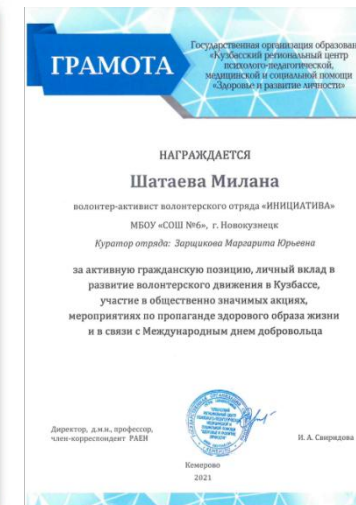 Государственная организация образован
«Кузбасский региональный центр
психолого-педагогической,
медицинской и социальной помощи
«Здоровье и развитие личности»
ГРАМОТА
НАГРАЖДАЕТСЯ
Шатаева Милана
волонтер-активист волонтерского отряда «ИНИЦИАТИВА»
МБОУ «СОШ №6», г. Новокузнецк
Куратор отряда: Зарщикова Маргарита Юрьевна
за активную гражданскую позицию, личный вклад в
развитие волонтерского движения в Кузбассе,
участие в общественно значимых акциях,
мероприятиях по пропаганде здорового образа жизни
и в связи с Международным днем добровольца
Директор, д.м.н., профессор,
член-корреспондент РАЕН
И. А. Свиридова
Кемерово
2021